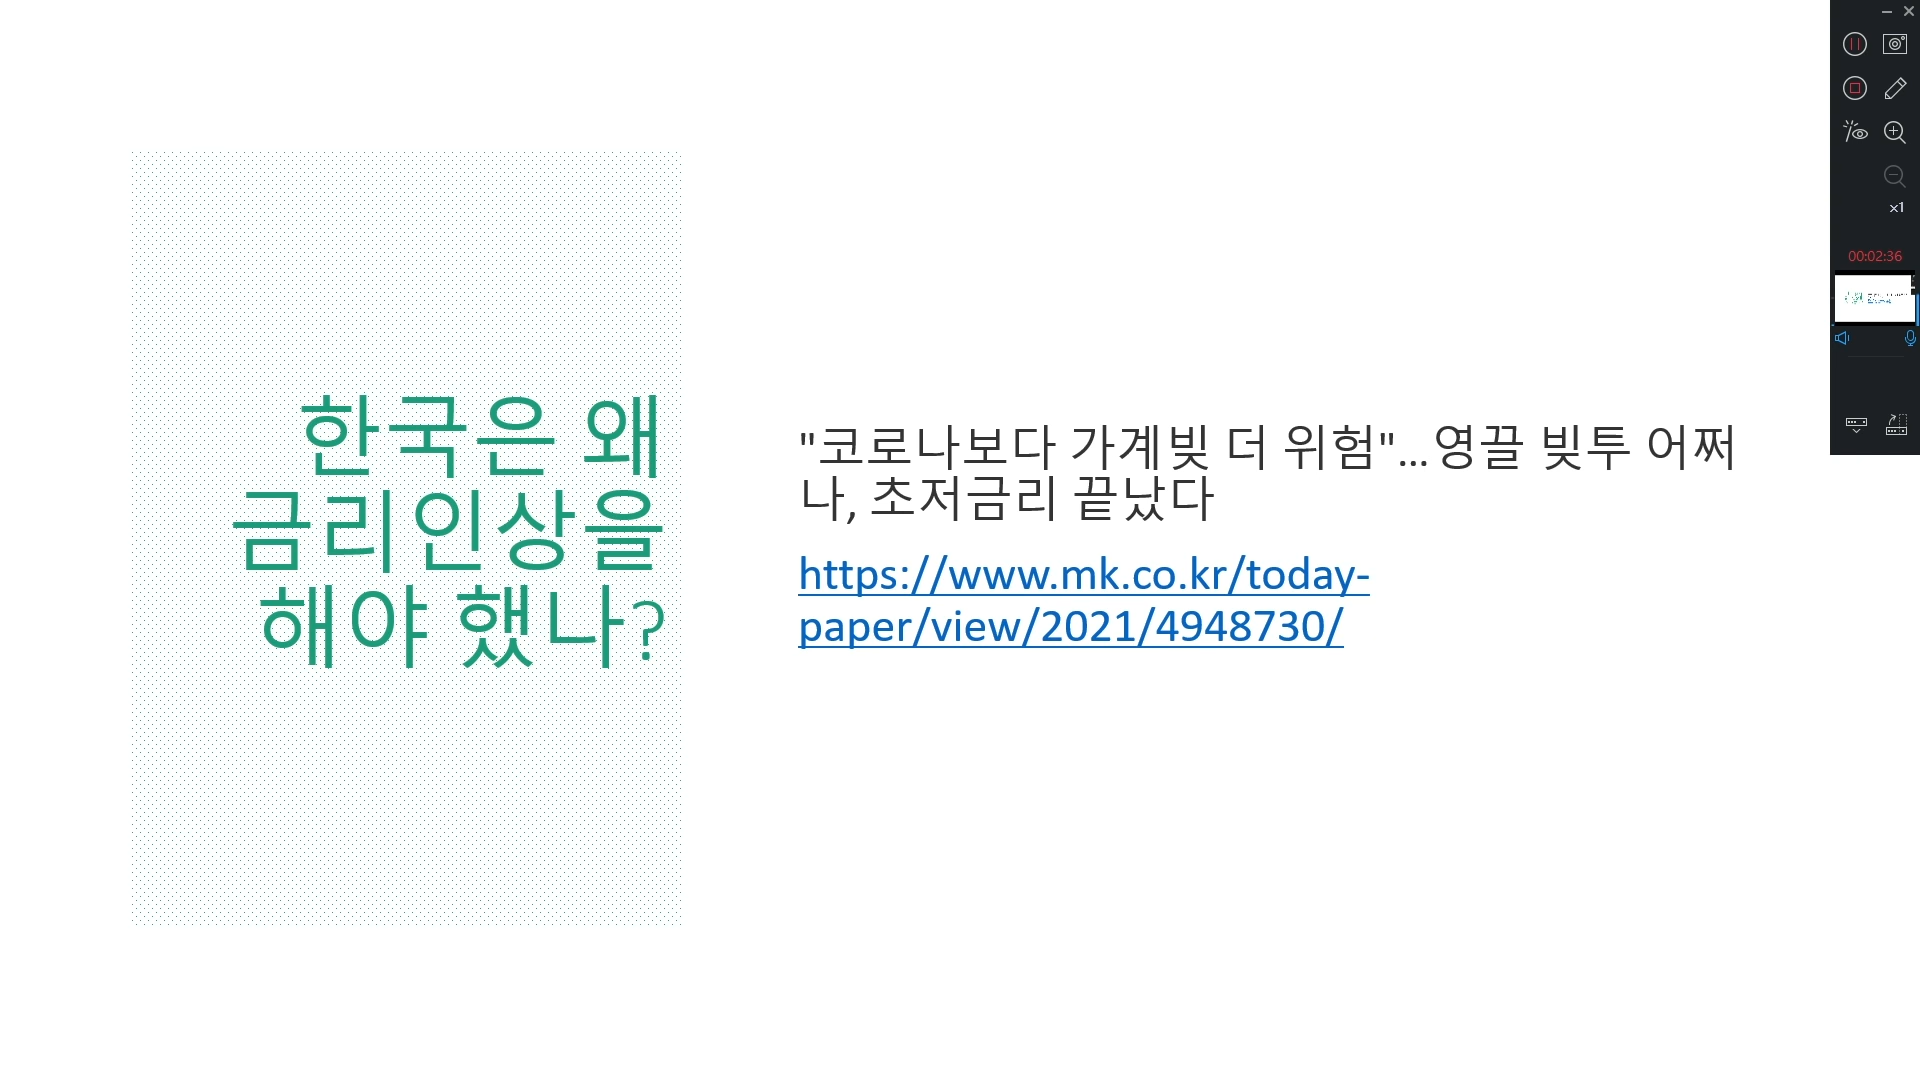 한국은 왜
금리인상을
해야 했나?
"코로나보다 가계빚 더 위험"...영끌 빚투 어쩌
나, 초저금리 끝났다
https://www.mk.co.kr/today-
paper/view/2021/4948730/
x1
00:02:36